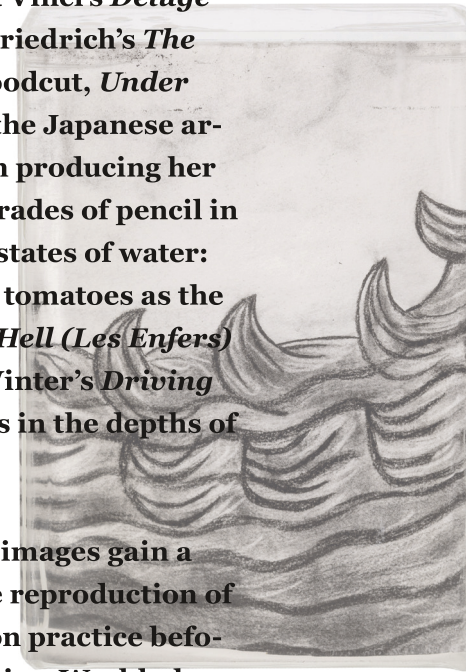 Deluge
riedrich’s The
oodcut, Under
the Japanese ar-
n producing her
rades of pencil in
states of water:
tomatoes as the
Hell (Les Enfers)
Vinter’s Driving
s in the depths of
images gain a
e reproduction of
on practice befo-